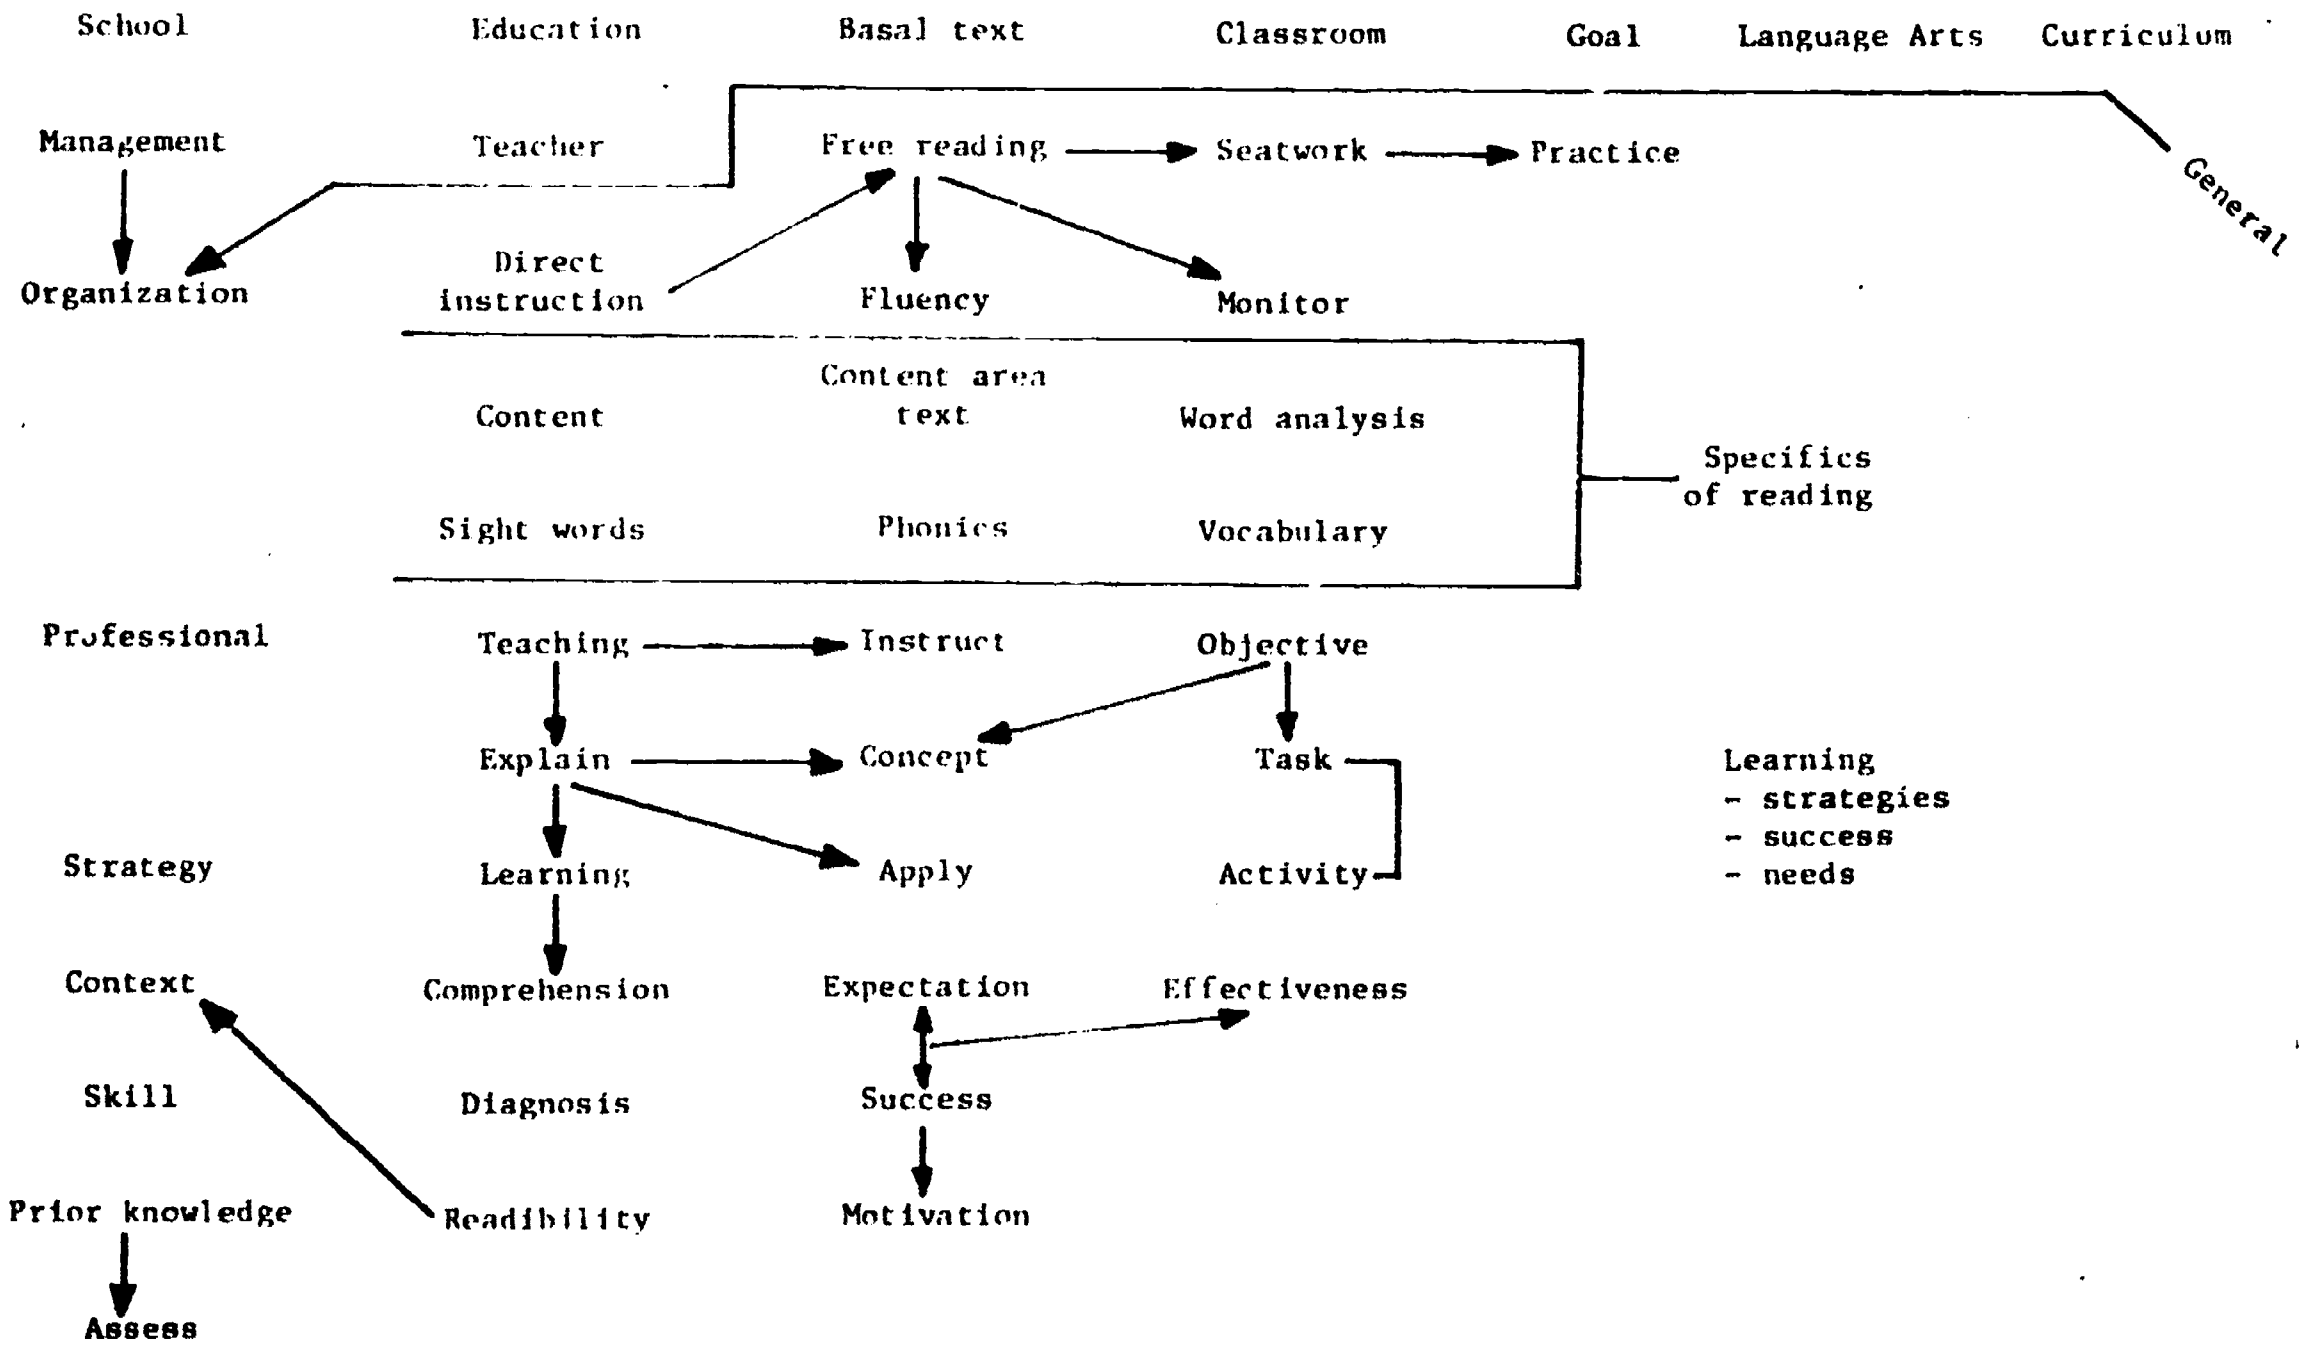 School Education Basal text Classroom Goal Language Arts Curriculum
Management Teacher Free reading Seatwork Practice
General
Direct
instruction
Organization Fluency Monitor
Content area
text
Content Word analysis
Specifics
of reading
Sight words Phonics Vocabulary
Professional Teaching Instruct Objective
Explain Concept Task Learning
- strategies
- success
- needs
Strategy Learning Apply Activity
Context Comprehension Expectation Effectiveness
Skill Diagnosis Success
Prior knowledge Readibility Motivation
Assess